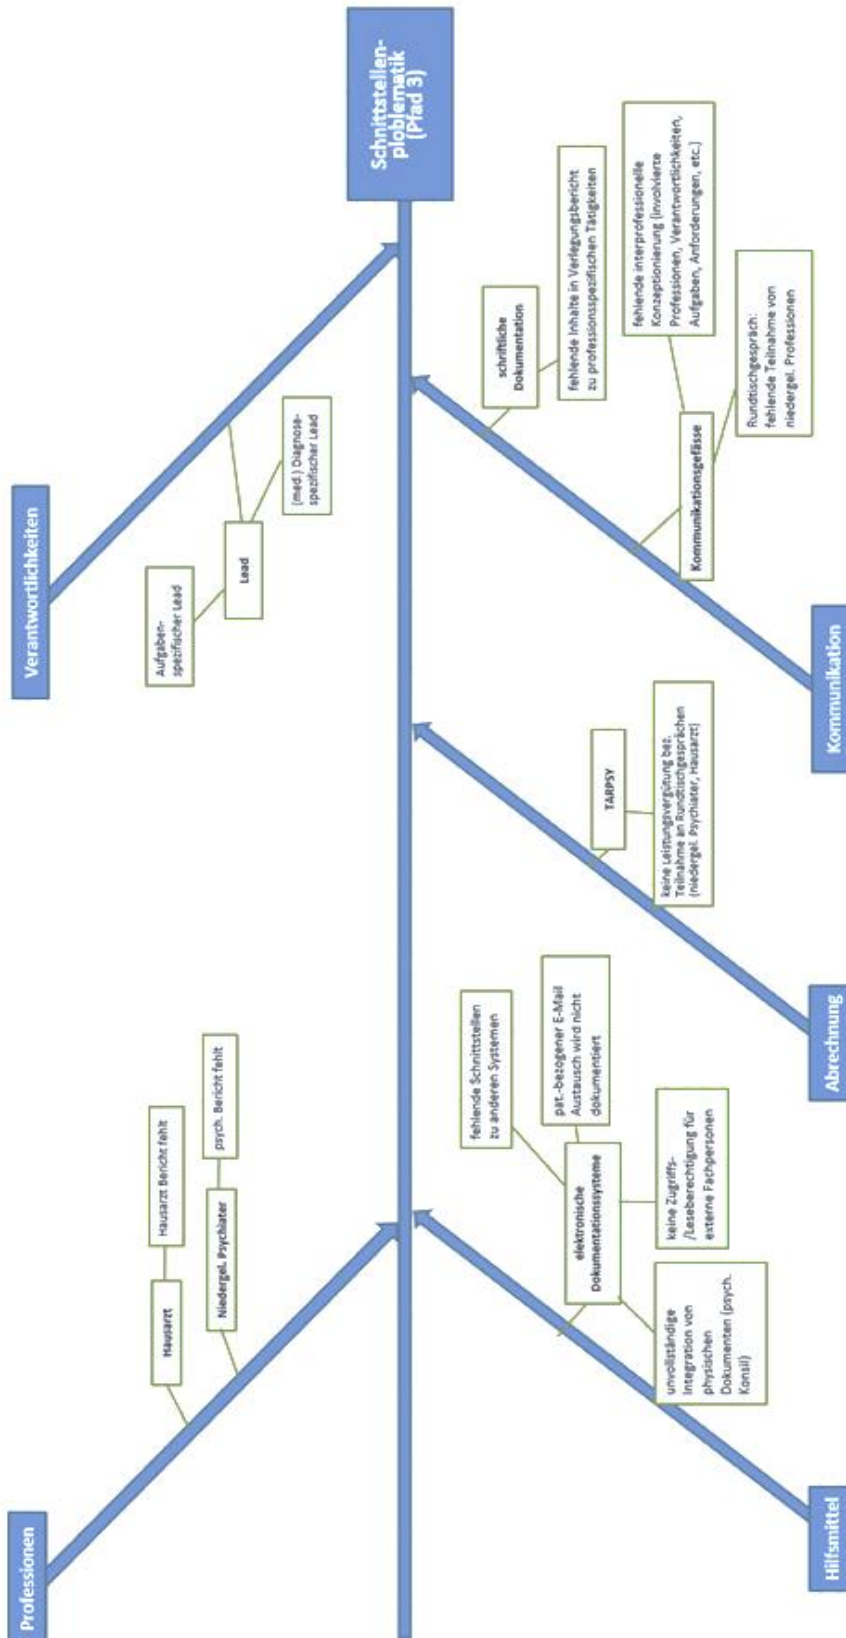 Professionen
Verantwortlichkeiten
Hausarzt
Hausarzt Bericht fehlt
Niedergel. Psychiater
psych. Bericht fehlt
Aufgaben-
spezifischer Lead
Lead
(med.) Diagnose-
spezifischer Lead
Schnittstellen-
ploblematik
(Pfad 3)
fehlende Schnittstellen
zu anderen Systemen
pat.-bezogener E-Mail
Austausch wird nicht
dokumentiert
elektronische
Dokumentationssysteme
keine Zugriffs-
/Leseberechtigung für
externe Fachpersonen
unvollständige
Integration von
physischen
Dokumenten (psych.
Konsil)
TARPSY
keine Leistungsvergütung bez.
Teilnahme an Rundtischgesprächen
(niedergel. Psychiater, Hausarzt)
schriftliche
Dokumentation
fehlende Inhalte in Verlegungsbericht
zu professionsspezifischen Tätigkeiten
fehlende interprofessionelle
Konzeptionierung (involvierte
Professionen, Verantwortlichkeiten,
Aufgaben, Anforderungen, etc.)
Kommunikationsgefässe
Rundtischgespräch:
fehlende Teilnahme von
niedergel. Professionen
Hilfsmittel
Abrechnung
Kommunikation